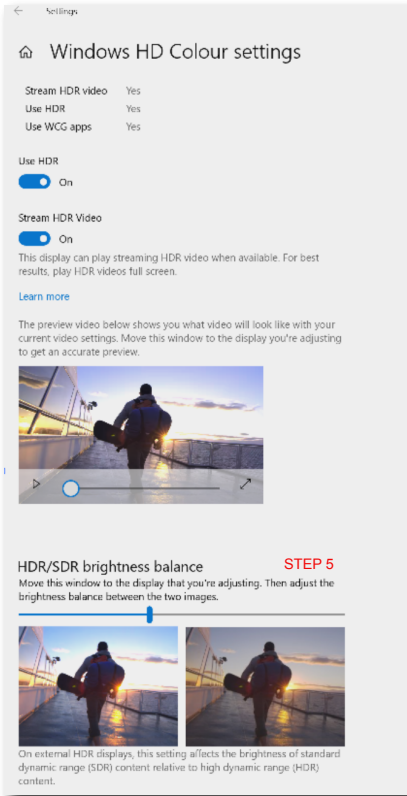 Settings
Windows HD Colour settings
Stream HDR video Yes
Use HDR Yes
Use WCG apps Yes
Use HDR
On
Stream HDR Video
On
This display can play streaming HDR video when available. For best
results, play HDR videos full screen.
Learn more
The preview video below shows you what video will look like with your
current video settings. Move this window to the display you're adjusting
to get an accurate preview.
HDR/SDR brightness balance STEP 5
Move this window to the display that you're adjusting. Then adjust the
brightness balance between the two images.
On external HDR displays, this setting affects the brightness of standard
dynamic range (SDR) content relative to high dynamic range (HDR)
content.